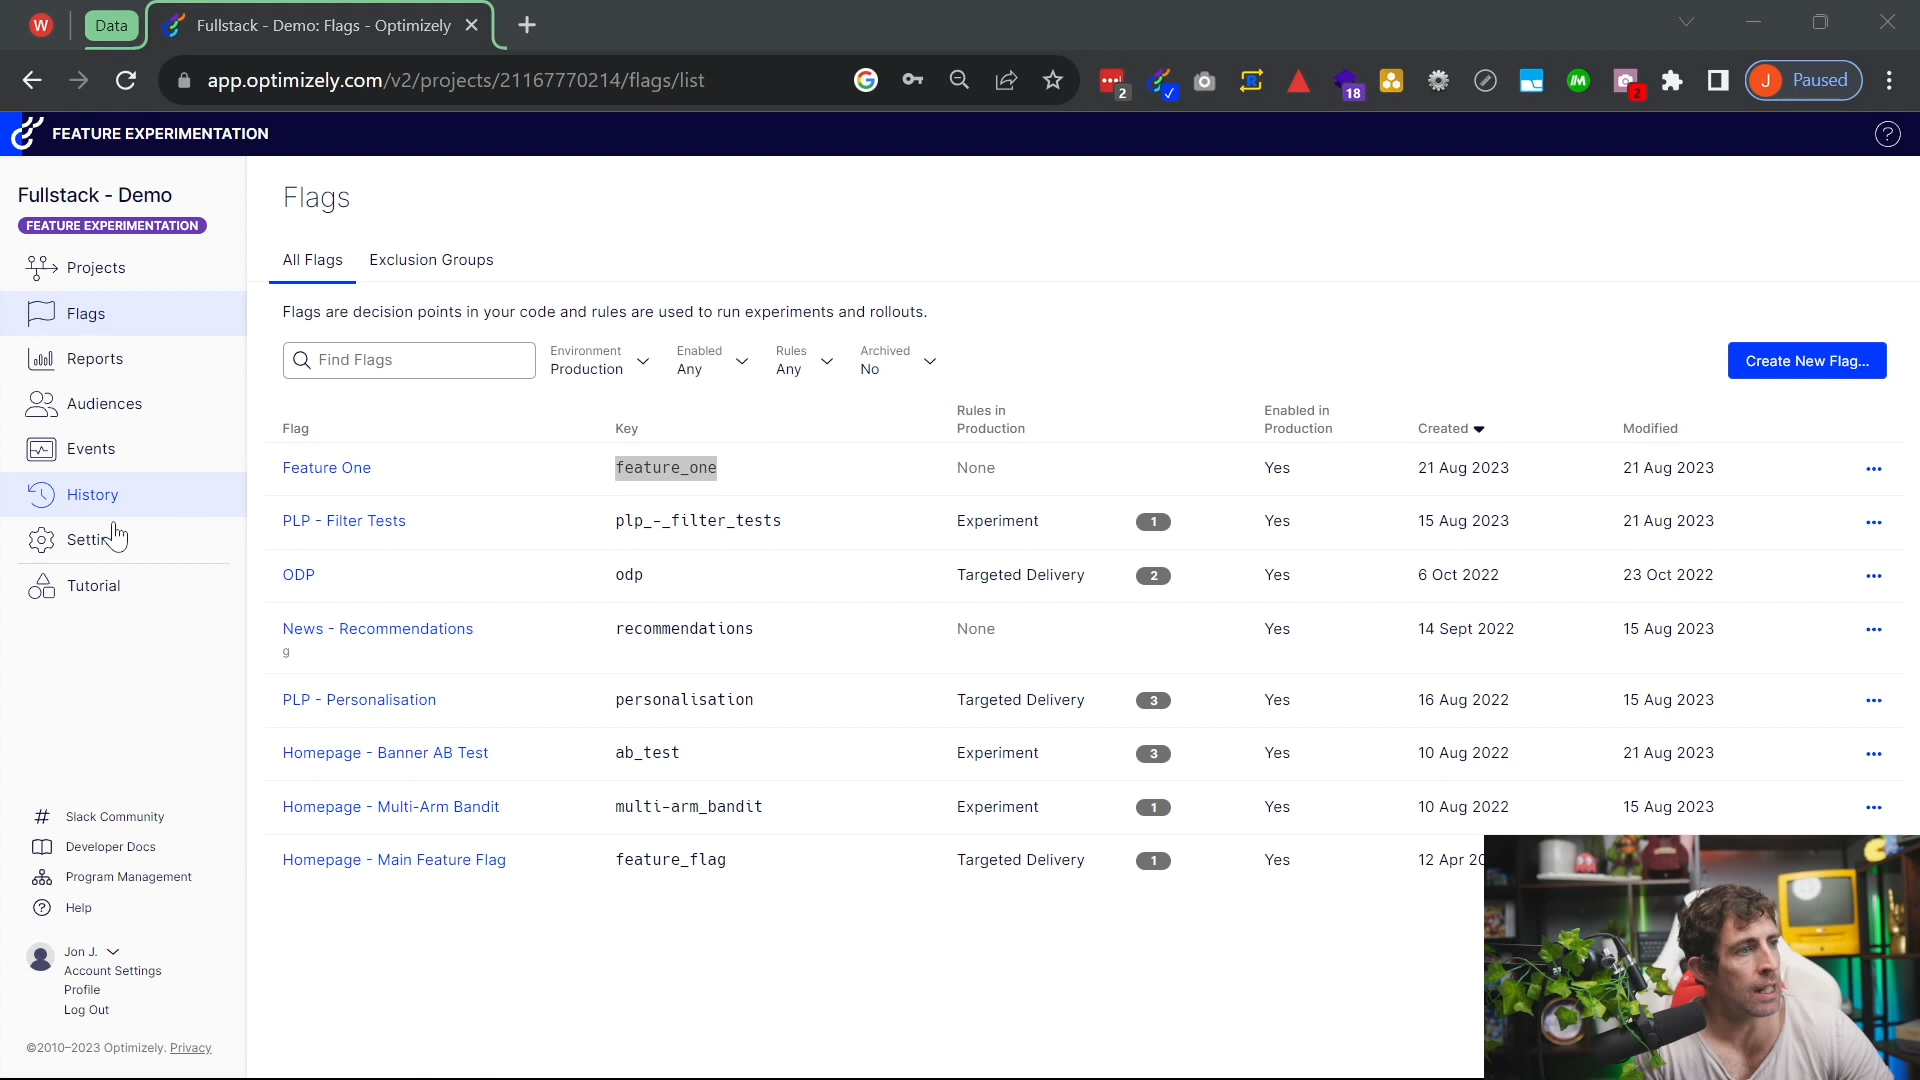 W
Data
Fullstack - Demo: Flags - Optimizely
app.optimizely.com/v2/projects/21167770214/flags/list
2
18
2
J
Paused
FEATURE EXPERIMENTATION
?
Fullstack - Demo
FEATURE EXPERIMENTATION
Projects
Flags
Reports
Audiences
Events
History
Tutorial
Slack Community
Developer Docs
Program Management
Help
Jon J.
Account Settings
Profile
Log Out
©2010-2023 Optimizely. Privacy
Flags
All Flags Exclusion Groups
Flags are decision points in your code and rules are used to run experiments and rollouts.
Find Flags
Environment
Production
Enabled
Any
Rules
Any
Archived
No
Create New Flag...
Flag Key Rules in Production Enabled in Production Created Modified
Feature One feature_one None Yes 21 Aug 2023 21 Aug 2023
PLP - Filter Tests plp_-_filter_tests Experiment 1 Yes 15 Aug 2023 21 Aug 2023
ODP odp Targeted Delivery 2 Yes 6 Oct 2022 23 Oct 2022
News - Recommendations recommendations None Yes 14 Sept 2022 15 Aug 2023
g
PLP - Personalisation personalisation Targeted Delivery 3 Yes 16 Aug 2022 15 Aug 2023
Homepage - Banner AB Test ab_test Experiment 3 Yes 10 Aug 2022 21 Aug 2023
Homepage - Multi-Arm Bandit multi-arm_bandit Experiment 1 Yes 10 Aug 2022 15 Aug 2023
Homepage - Main Feature Flag feature_flag Targeted Delivery 1 Yes 12 Apr 20